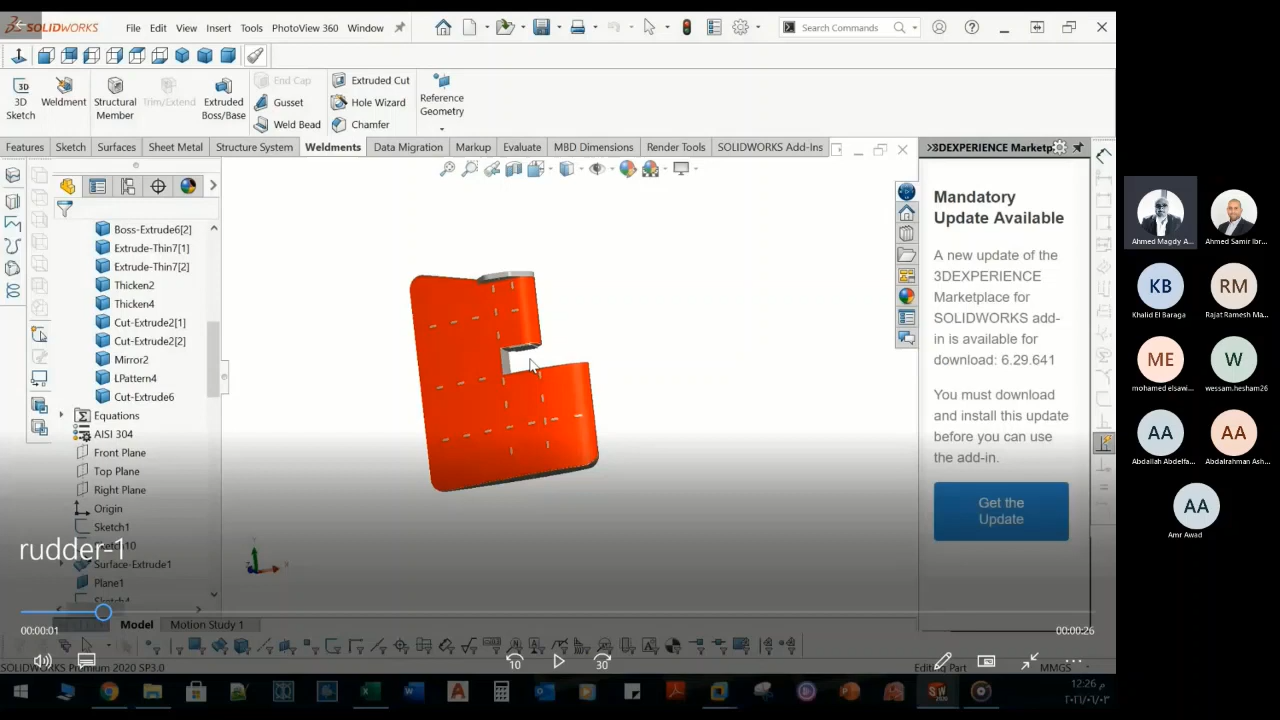 SOLIDWORKS
File Edit View Insert Tools PhotoView 360 Window
Search Commands
3D Sketch
Weldment
Structural Member
Trim/Extend
Extruded Boss/Base
End Cap
Gusset
Weld Bead
Extruded Cut
Hole Wizard
Chamfer
Reference Geometry
Features Sketch Surfaces Sheet Metal Structure System Weldments Data Migration Markup Evaluate MBD Dimensions Render Tools SOLIDWORKS Add-Ins
3DEXPERIENCE Marketp
Boss-Extrude6[2]
Extrude-Thin7[1]
Extrude-Thin7[2]
Thicken2
Thicken4
Cut-Extrude2[1]
Cut-Extrude2[2]
Mirror2
LPattern4
Cut-Extrude6
Equations
AISI 304
Front Plane
Top Plane
Right Plane
Origin
Sketch1
Sketch10
Surface-Extrude1
Plane1
Sketch4
Mandatory
Update Available
A new update of the
3DEXPERIENCE
Marketplace for
SOLIDWORKS add-
in is available for
download: 6.29.641
You must download
and install this update
before you can use
the add-in.
Get the
Update
rudder-1
00:00:01
00:00:26
Model Motion Study 1
10
30
SOLIDWORKS Premium 2020 SP3.0
Editing Part
MMGS
12:26 م
Ahmed Magdy A...
Ahmed Samir Ibr...
KB
Khalid El Baraga
RM
Rajat Ramesh Ma...
ME
mohamed elsawi...
W
wessam.hesham26
AA
Abdallah Abdelfa...
AA
Abdalrahman Ash...
AA
Amr Awad